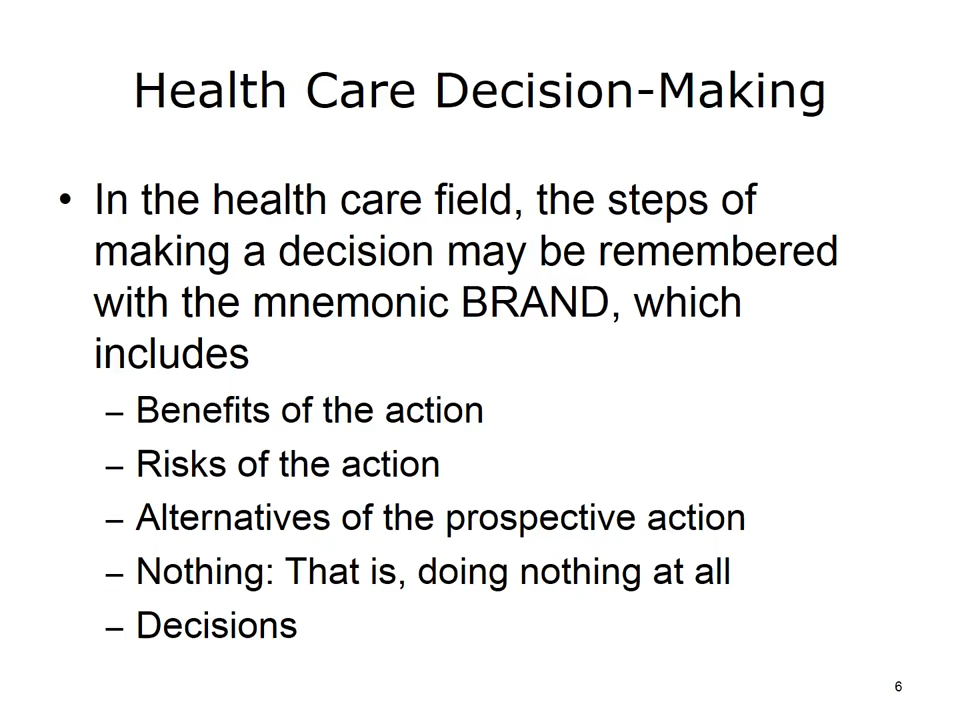 Health Care Decision-Making
• In the health care field, the steps of
making a decision may be remembered
with the mnemonic BRAND, which
includes
– Benefits of the action
– Risks of the action
– Alternatives of the prospective action
– Nothing: That is, doing nothing at all
– Decisions
6